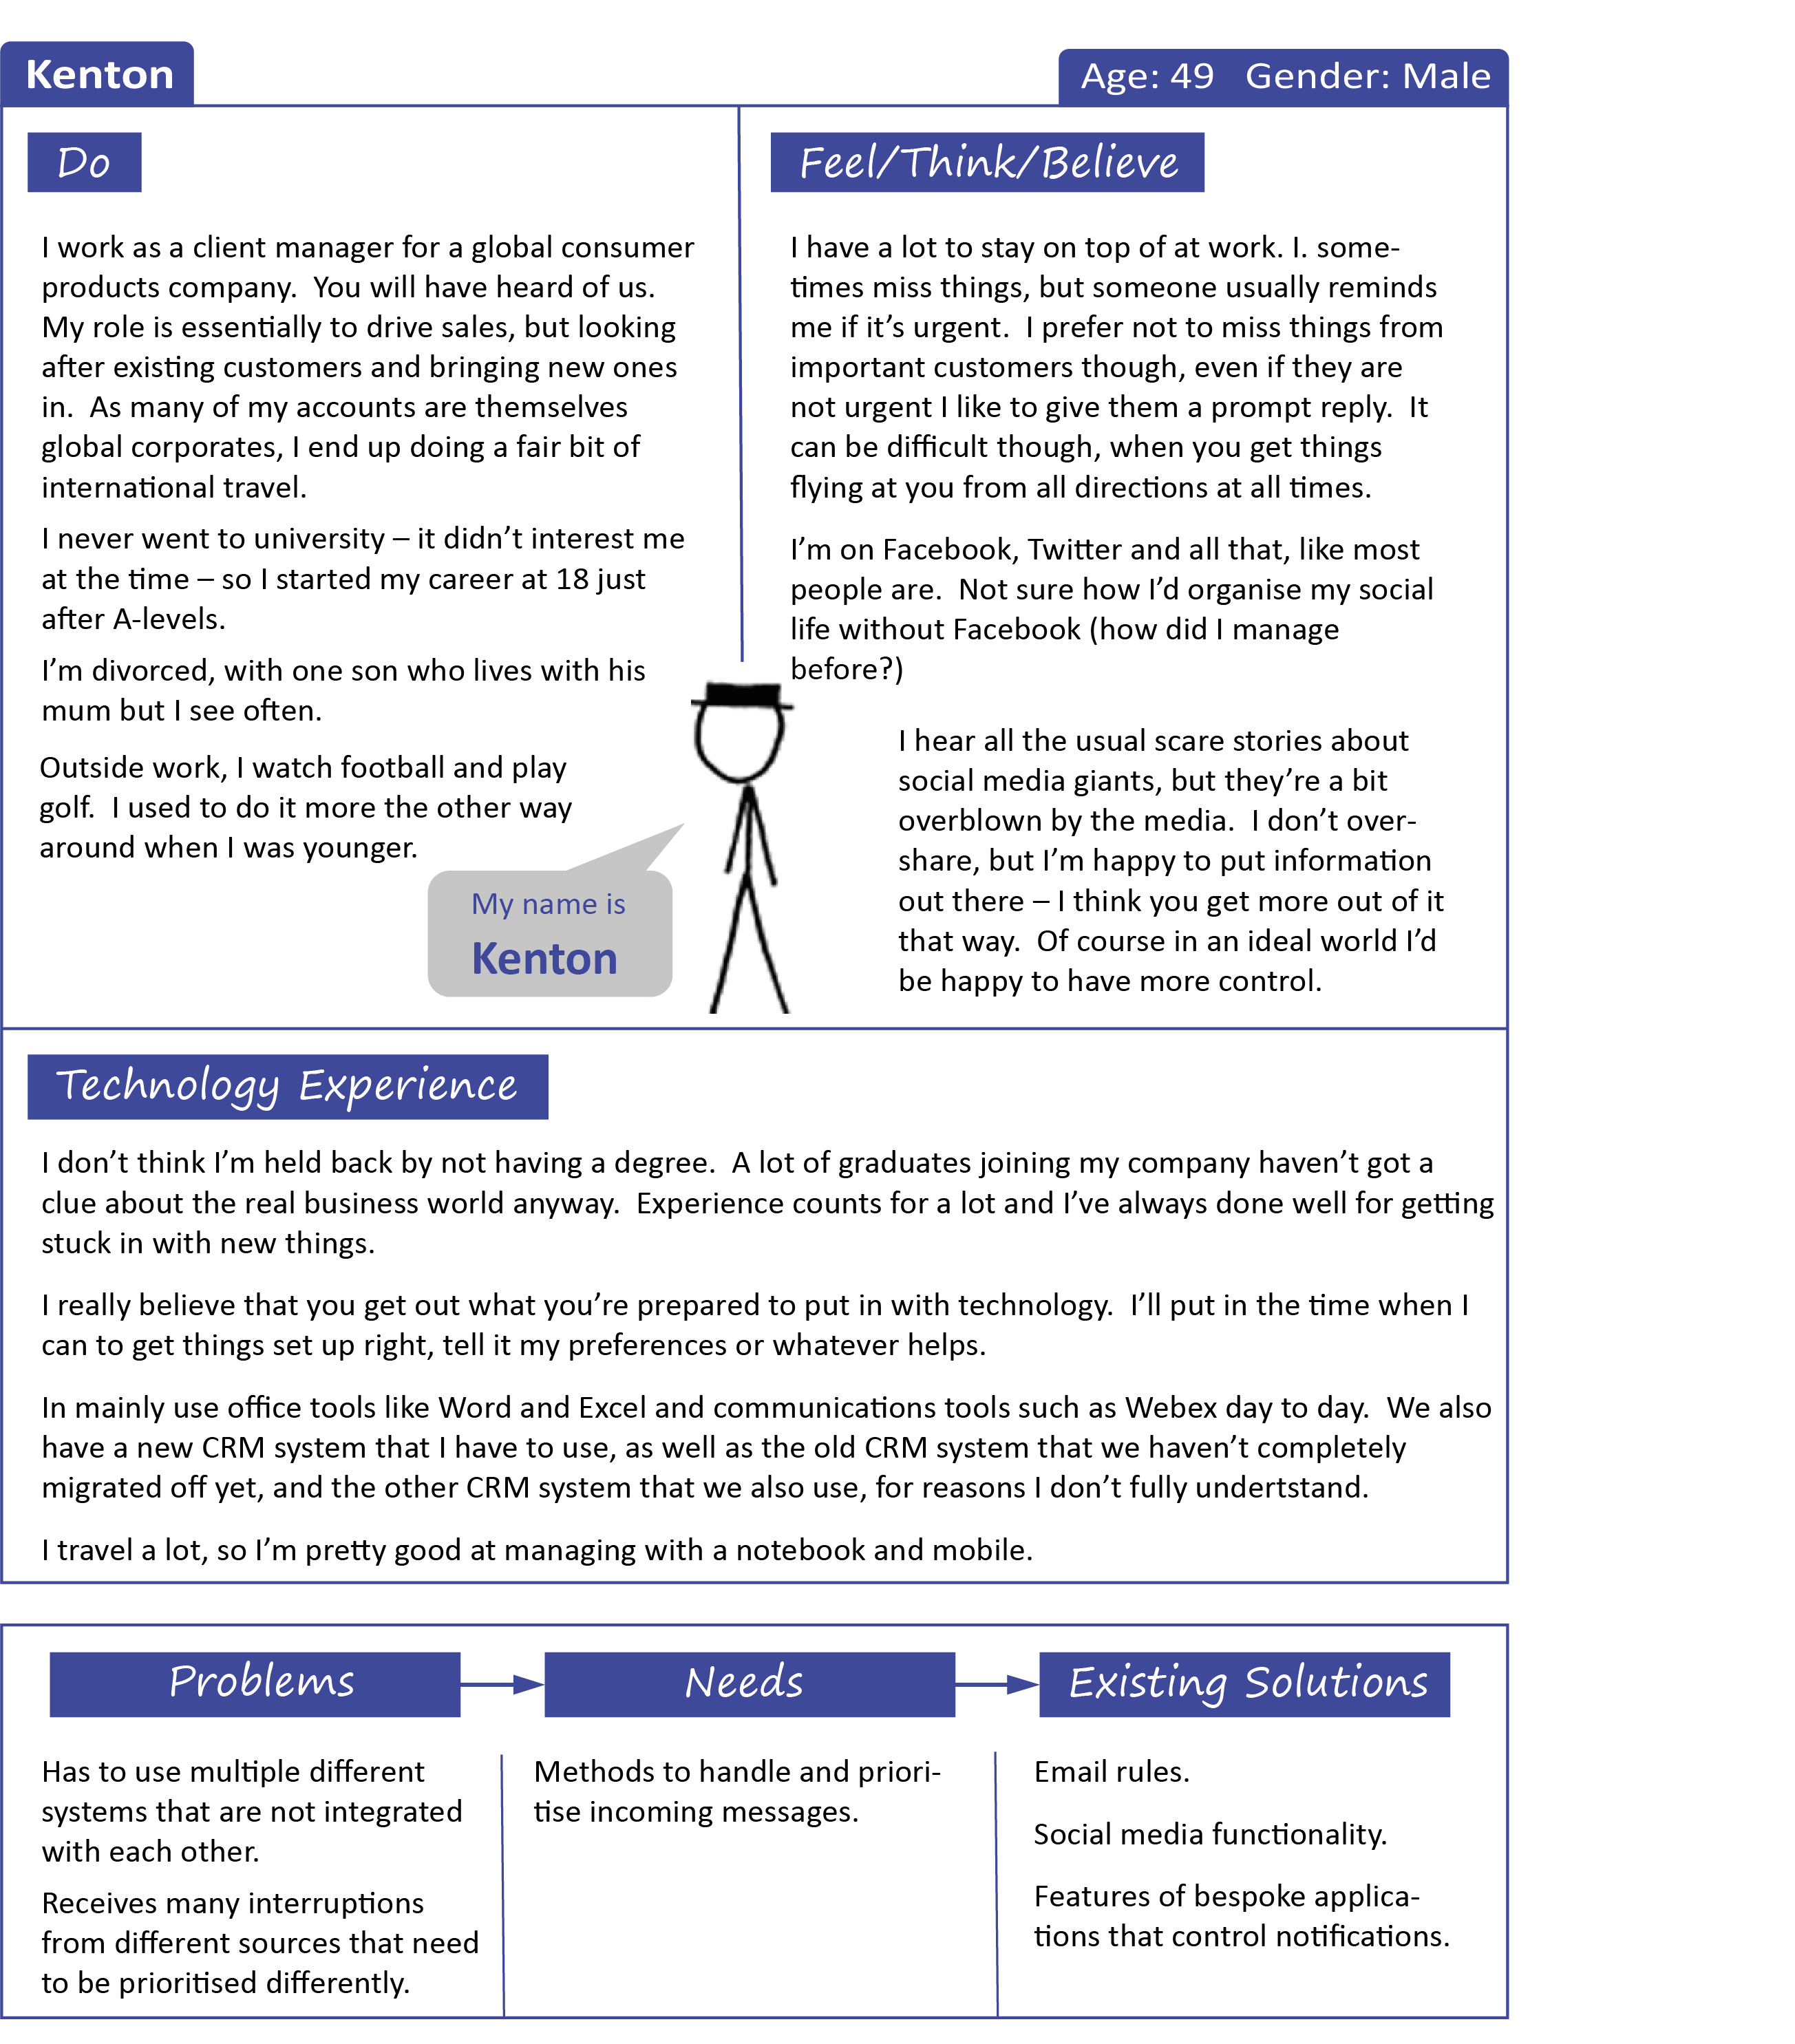 Kenton
Age: 49 Gender: Male
Do
I work as a client manager for a global consumer
products company. You will have heard of us.
My role is essentially to drive sales, but looking
after existing customers and bringing new ones
in. As many of my accounts are themselves
global corporates, I end up doing a fair bit of
international travel.
I never went to university – it didn’t interest me
at the time – so I started my career at 18 just
after A-levels.
I’m divorced, with one son who lives with his
mum but I see often.
Outside work, I watch football and play
golf. I used to do it more the other way
around when I was younger.
My name is
Kenton
Feel/Think/Believe
I have a lot to stay on top of at work. I. some-
times miss things, but someone usually reminds
me if it’s urgent. I prefer not to miss things from
important customers though, even if they are
not urgent I like to give them a prompt reply. It
can be difficult though, when you get things
flying at you from all directions at all times.
I’m on Facebook, Twitter and all that, like most
people are. Not sure how I’d organise my social
life without Facebook (how did I manage
before?)
I hear all the usual scare stories about
social media giants, but they’re a bit
overblown by the media. I don’t over-
share, but I’m happy to put information
out there – I think you get more out of it
that way. Of course in an ideal world I’d
be happy to have more control.
Technology Experience
I don’t think I’m held back by not having a degree. A lot of graduates joining my company haven’t got a
clue about the real business world anyway. Experience counts for a lot and I’ve always done well for getting
stuck in with new things.
I really believe that you get out what you’re prepared to put in with technology. I’ll put in the time when I
can to get things set up right, tell it my preferences or whatever helps.
In mainly use office tools like Word and Excel and communications tools such as Webex day to day. We also
have a new CRM system that I have to use, as well as the old CRM system that we haven’t completely
migrated off yet, and the other CRM system that we also use, for reasons I don’t fully undertstand.
I travel a lot, so I’m pretty good at managing with a notebook and mobile.
Problems
Has to use multiple different
systems that are not integrated
with each other.
Receives many interruptions
from different sources that need
to be prioritised differently.
Needs
Methods to handle and priori-
tise incoming messages.
Existing Solutions
Email rules.
Social media functionality.
Features of bespoke applica-
tions that control notifications.